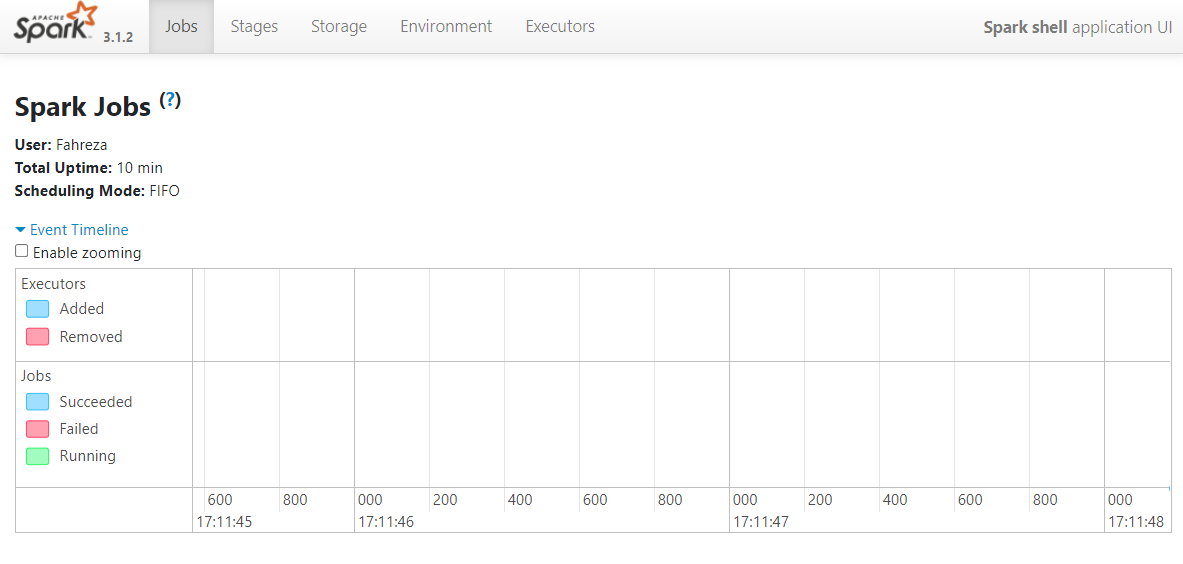 APACHE
Spark 3.1.2 Jobs Stages Storage Environment Executors Spark shell application UI
Spark Jobs (?)
User: Fahreza
Total Uptime: 10 min
Scheduling Mode: FIFO
Event Timeline
Enable zooming
Executors
Added
Removed
Jobs
Succeeded
Failed
Running
600 800 000 200 400 600 800 000 200 400 600 800 000
17:11:45 17:11:46 17:11:47 17:11:48